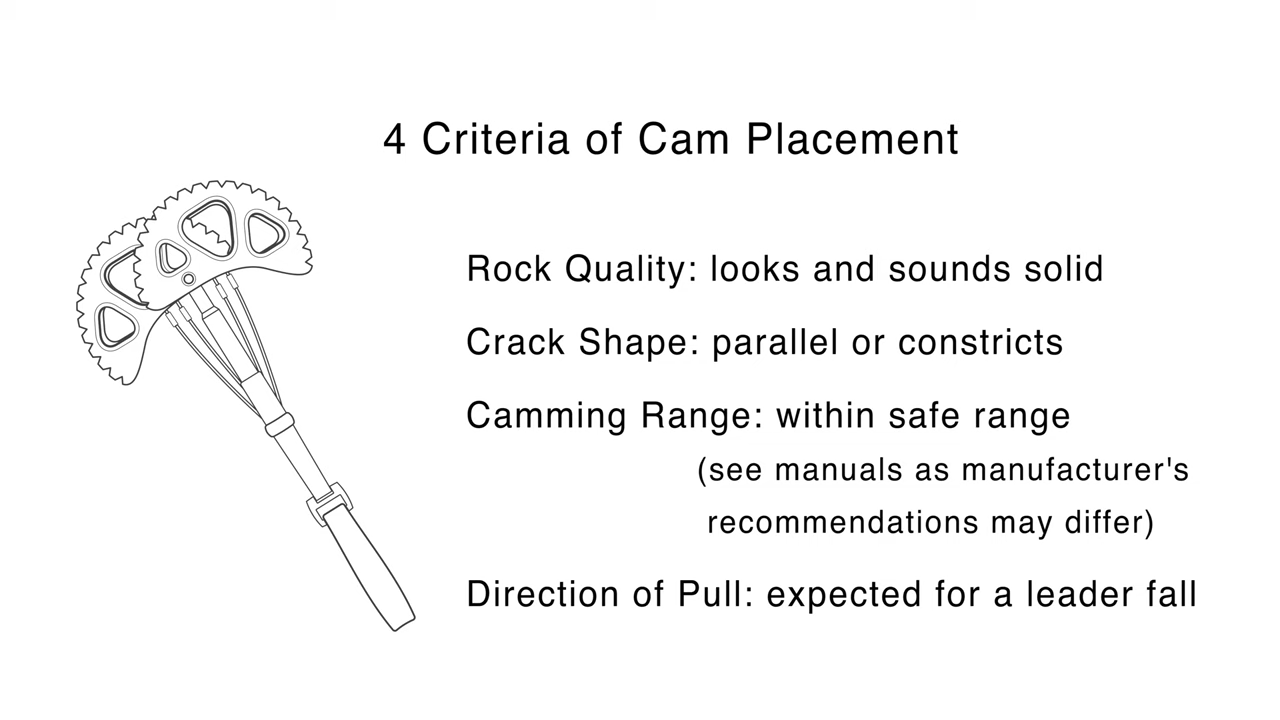 4 Criteria of Cam Placement
Rock Quality: looks and sounds solid
Crack Shape: parallel or constricts
Camming Range: within safe range
(see manuals as manufacturer's
recommendations may differ)
Direction of Pull: expected for a leader fall